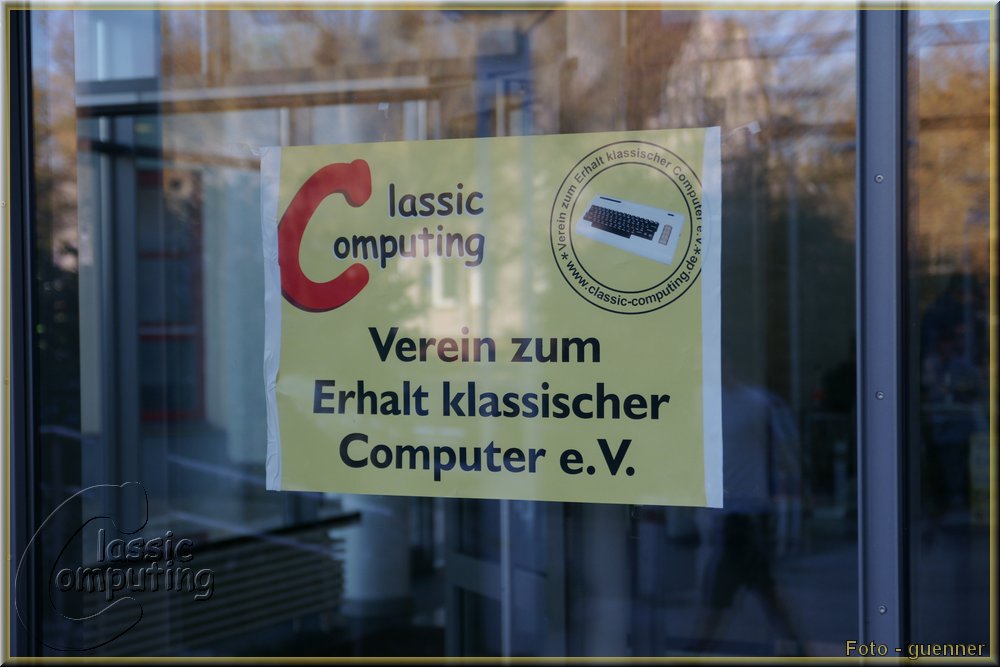 Classic
Computing
Verein zum Erhalt klassischer Computer e.V.
* www.classic-computing.de *
Verein zum
Erhalt klassischer
Computer e.V.
Classic
Computing
Foto - guenner